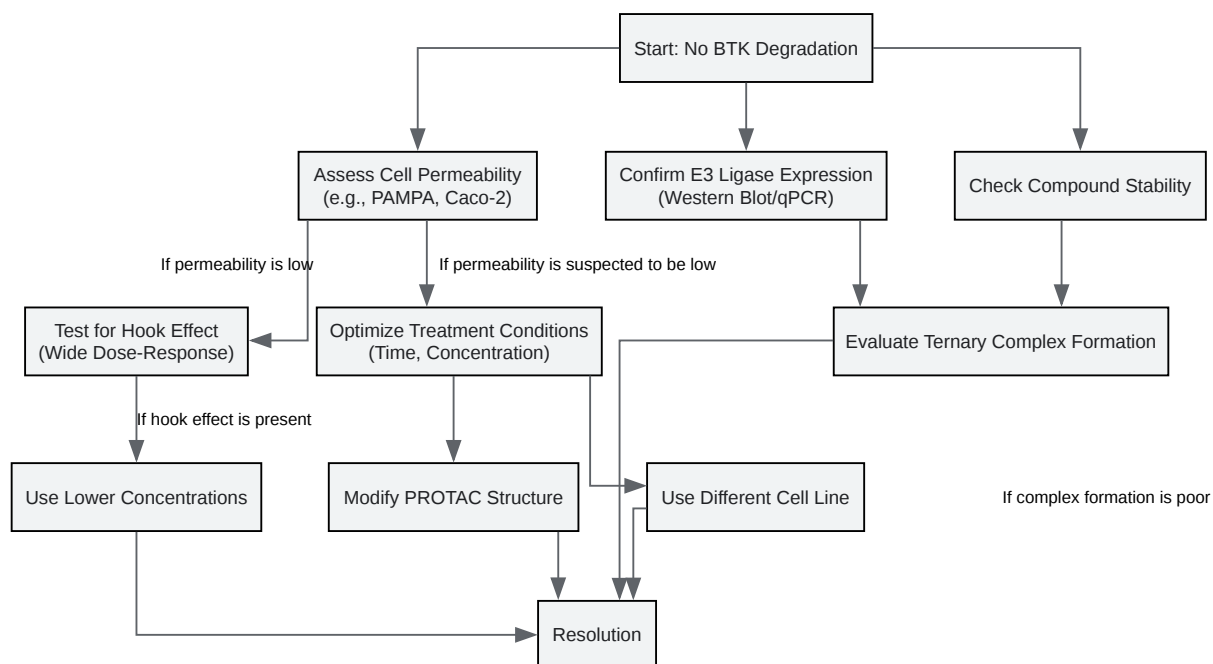 Start: No BTK Degradation
Assess Cell Permeability
(e.g., PAMPA, Caco-2)
Confirm E3 Ligase Expression
(Western Blot/qPCR)
Check Compound Stability
If permeability is low
If permeability is suspected to be low
Test for Hook Effect
(Wide Dose-Response)
Optimize Treatment Conditions
(Time, Concentration)
Evaluate Ternary Complex Formation
If hook effect is present
Use Lower Concentrations
Modify PROTAC Structure
Use Different Cell Line
If complex formation is poor
Resolution